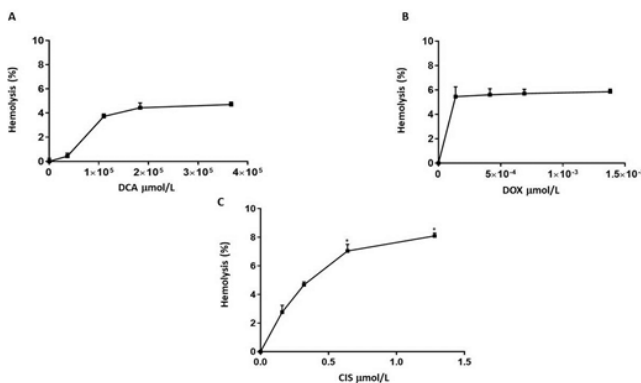 A
Hemolysis (%)
10
8
6
4
2
0
0 1×10⁵ 2×10⁵ 3×10⁵ 4×10⁵
DCA μmol/L
B
Hemolysis (%)
10
8
6
4
2
0
0 5×10⁻⁴ 1×10⁻³
DOX μmol/L
C
Hemolysis (%)
10
8
6
4
2
0
* *
0.0 0.5 1.0 1.5
CIS μmol/L